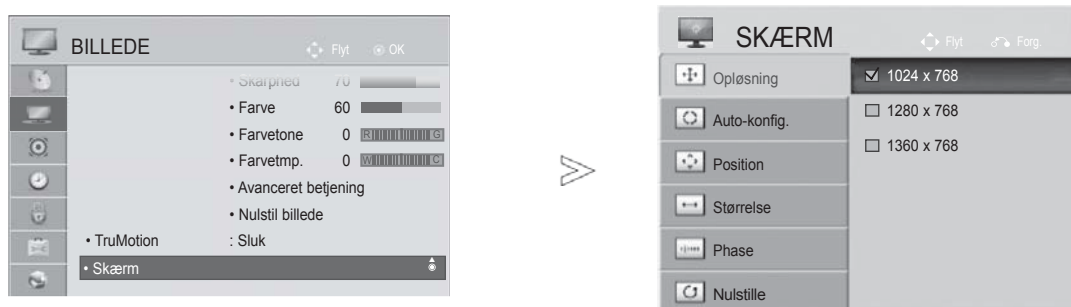 BILLEDE
Flyt OK
• Skarphed 70
• Farve 60
• Farvetone 0 R G
• Farvetmp. 0 W C
• Avanceret betjening
• Nulstil billede
• TruMotion : Sluk
• Skærm
SKÆRM
Flyt Forg.
Opløsning
Auto-konfig.
Position
Størrelse
Phase
Nulstille
1024 x 768
1280 x 768
1360 x 768